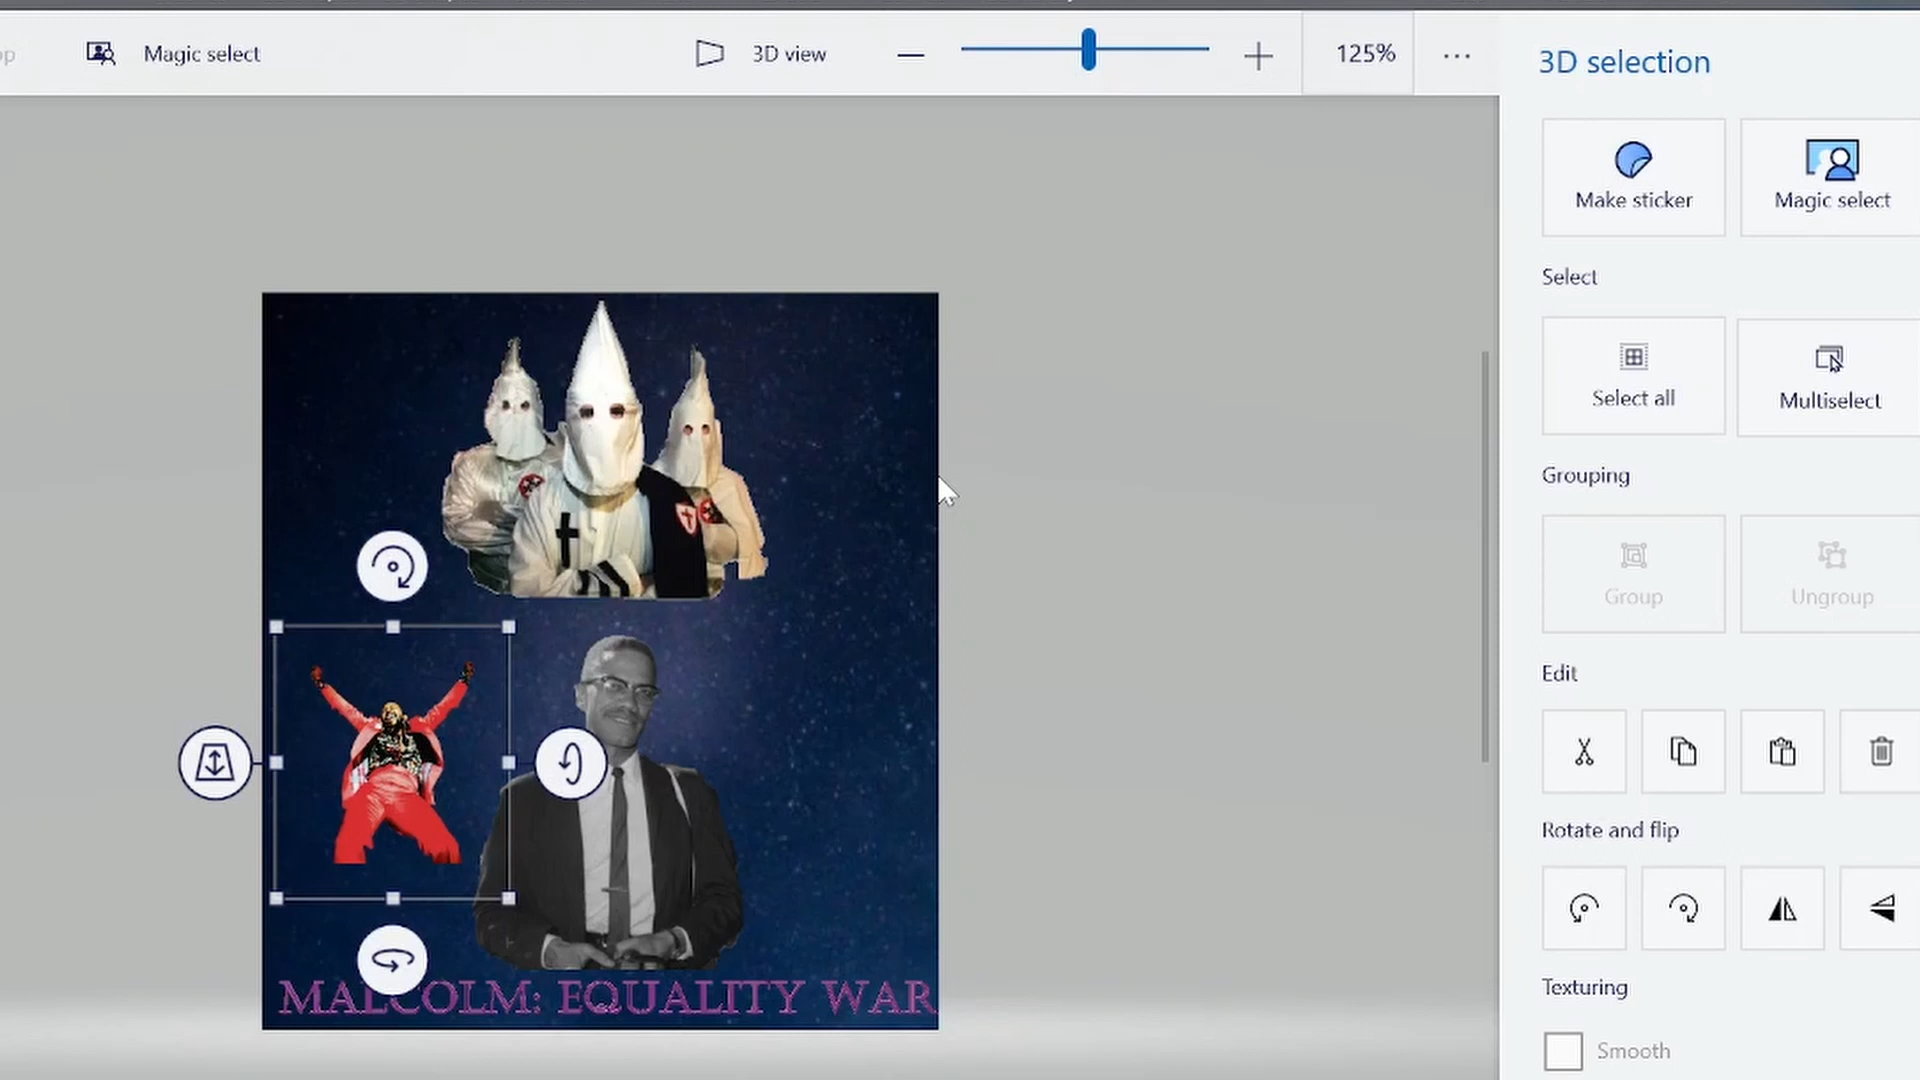 Magic select
3D view
125%
3D selection
Make sticker
Magic select
Select
Select all
Multiselect
Grouping
Group
Ungroup
Edit
Rotate and flip
Texturing
Smooth
MALCOLM: EQUALITY WAR